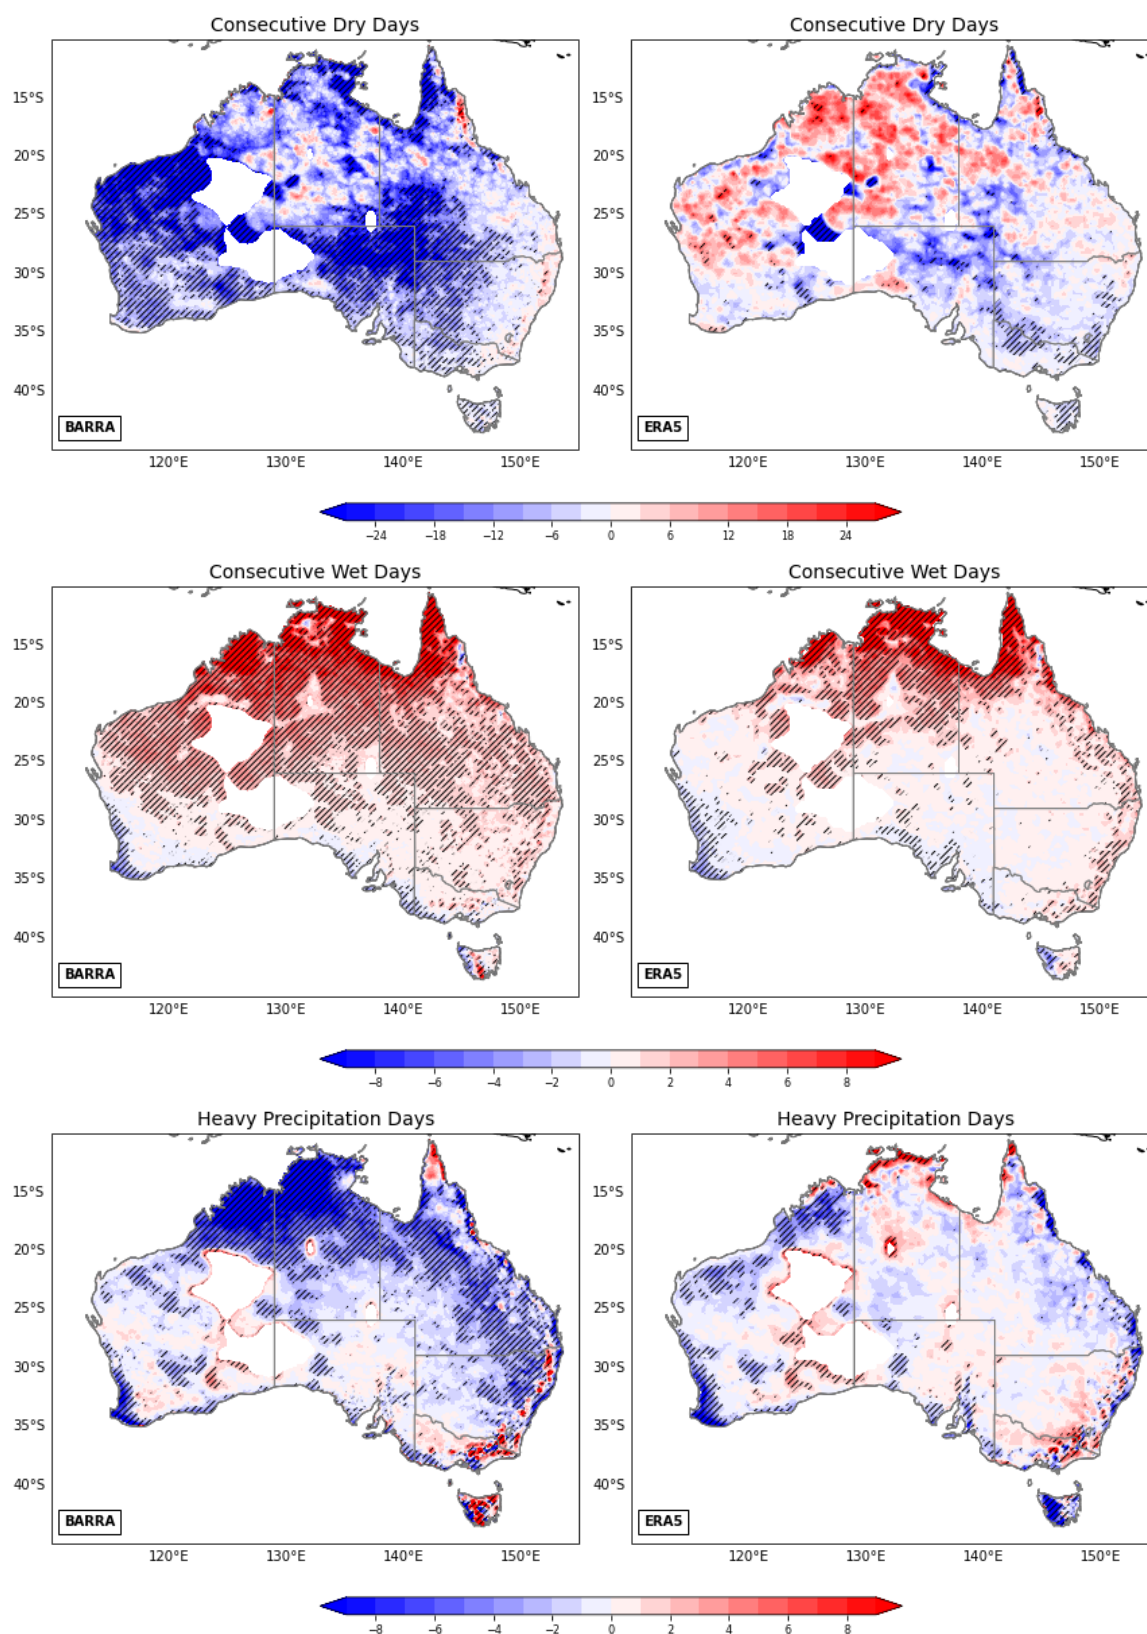 Consecutive Dry Days Consecutive Dry Days
15°S 15°S
20°S 20°S
25°S 25°S
30°S 30°S
35°S 35°S
40°S 40°S
BARRA ERA5
120°E 130°E 140°E 150°E 120°E 130°E 140°E 150°E
−24 −18 −12 −6 0 6 12 18 24
Consecutive Wet Days Consecutive Wet Days
15°S 15°S
20°S 20°S
25°S 25°S
30°S 30°S
35°S 35°S
40°S 40°S
BARRA ERA5
120°E 130°E 140°E 150°E 120°E 130°E 140°E 150°E
−8 −6 −4 −2 0 2 4 6 8
Heavy Precipitation Days Heavy Precipitation Days
15°S 15°S
20°S 20°S
25°S 25°S
30°S 30°S
35°S 35°S
40°S 40°S
BARRA ERA5
120°E 130°E 140°E 150°E 120°E 130°E 140°E 150°E
−8 −6 −4 −2 0 2 4 6 8